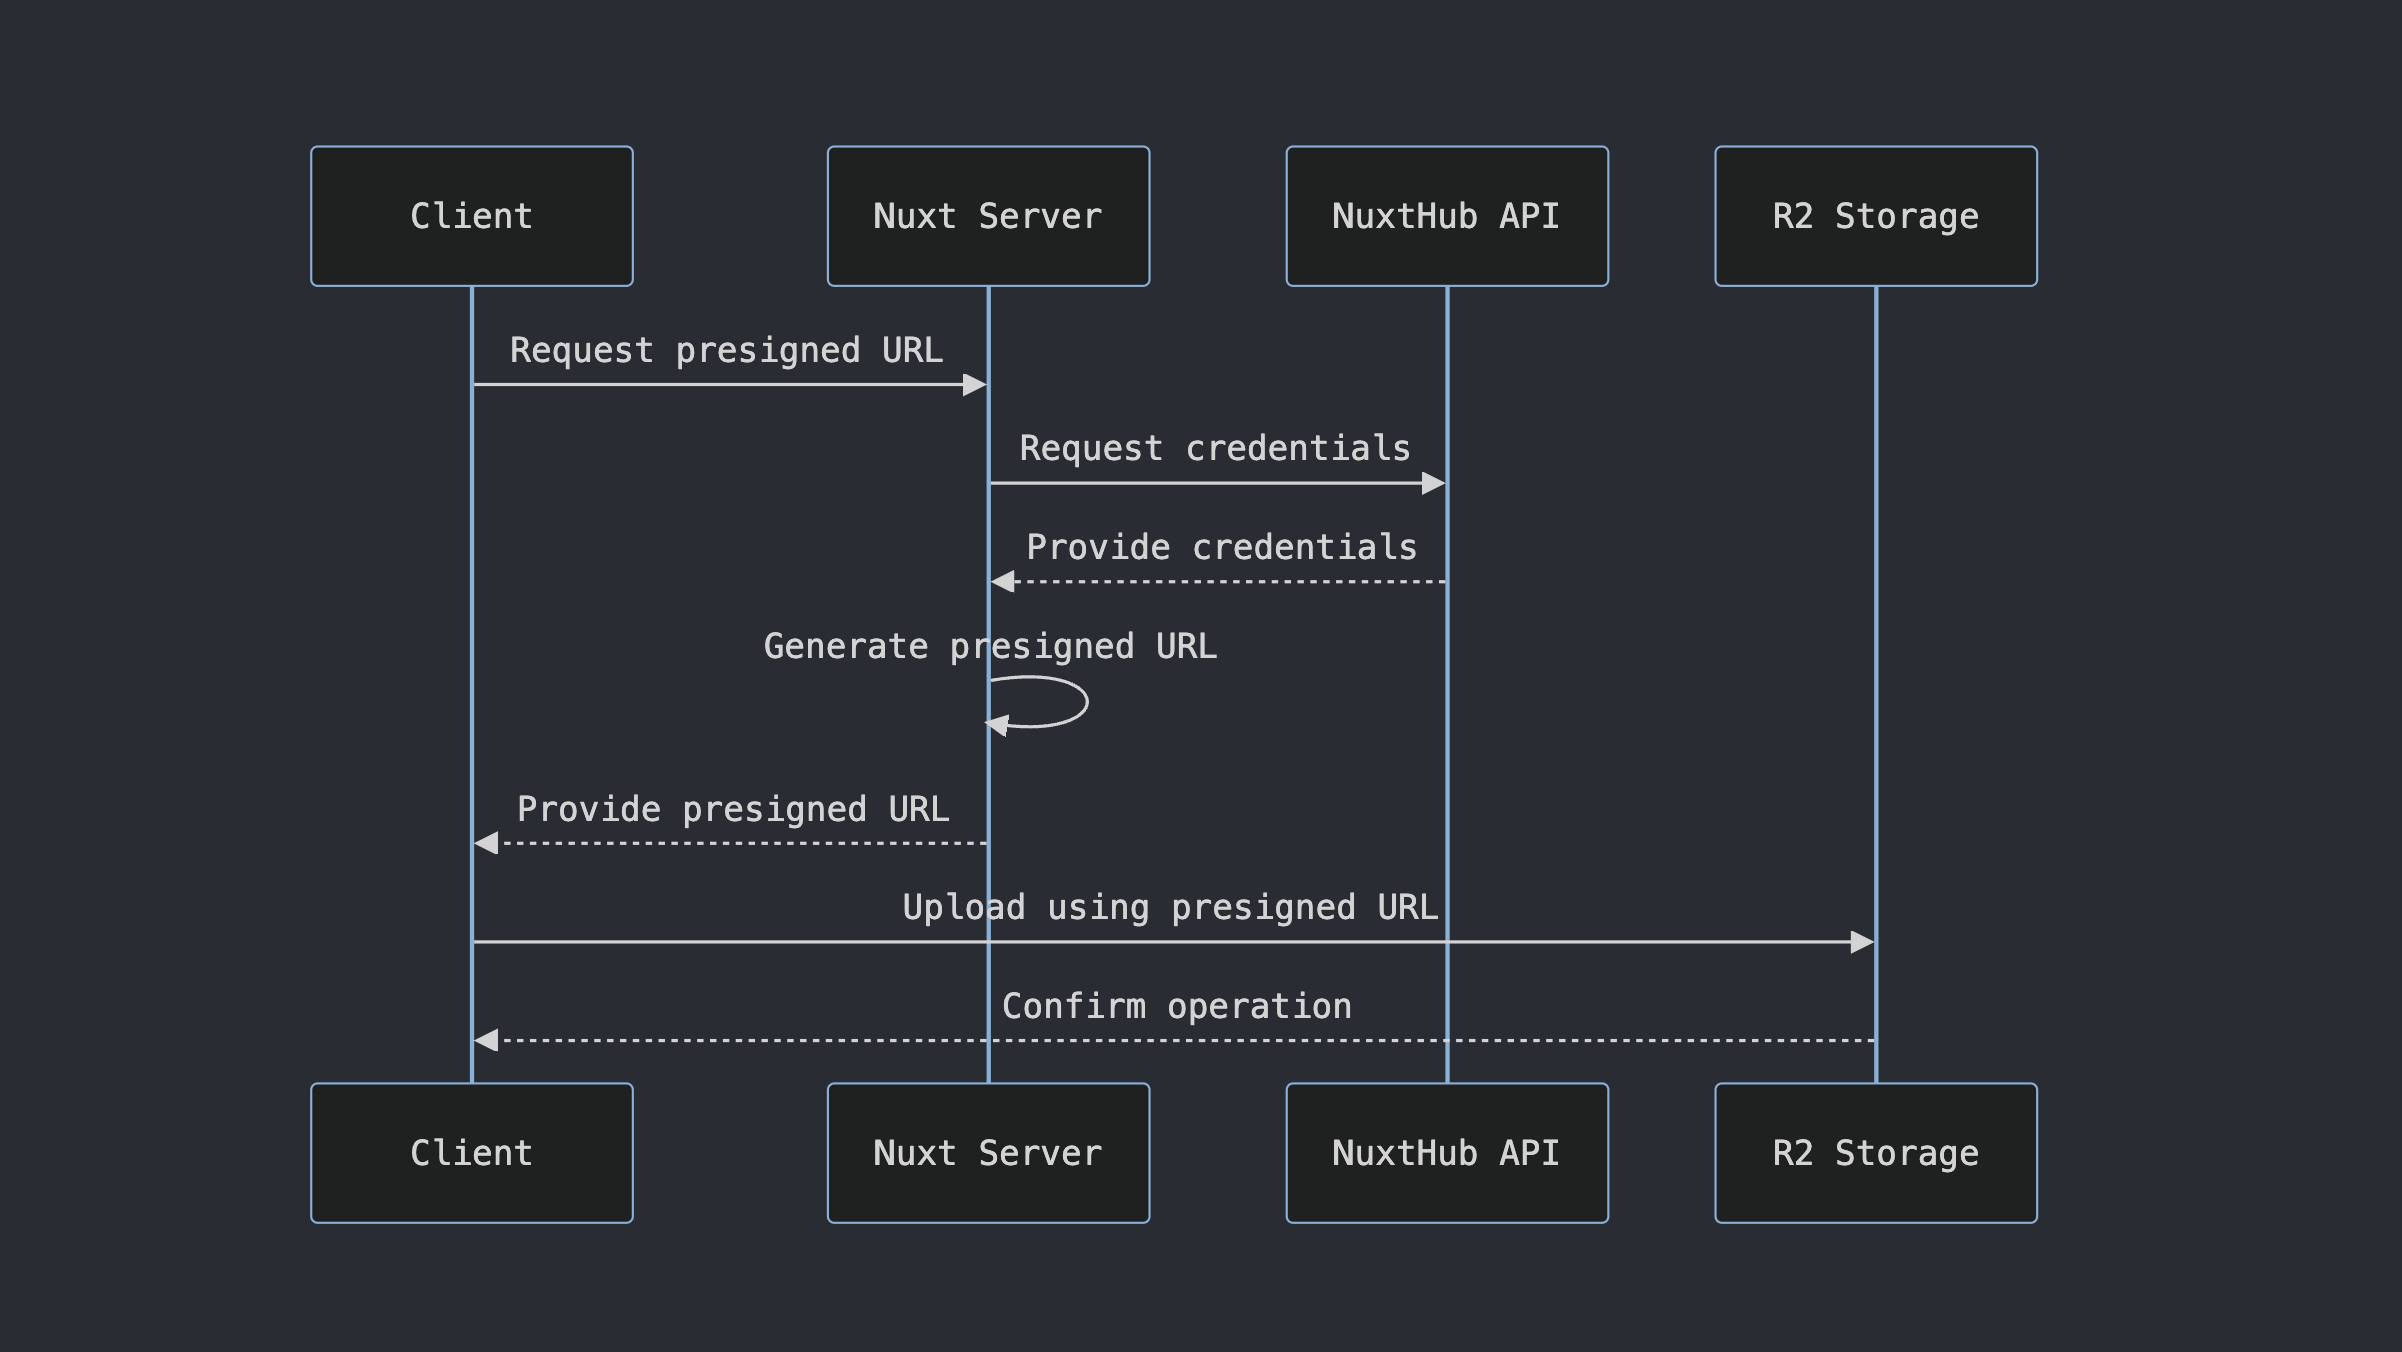 Client
Nuxt Server
NuxtHub API
R2 Storage
Request presigned URL
Request credentials
Provide credentials
Generate presigned URL
Provide presigned URL
Upload using presigned URL
Confirm operation
Client
Nuxt Server
NuxtHub API
R2 Storage